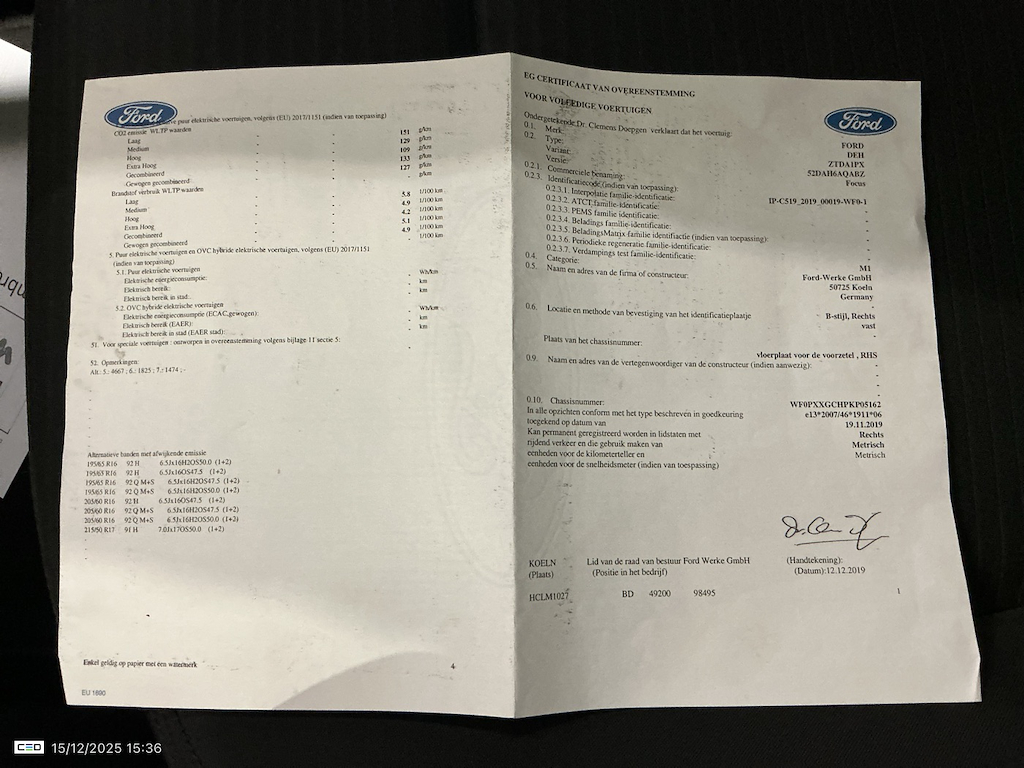 Ford
puur elektrische voertuigen, volgens (EU) 2017/1151 (indien van toepassing)
CO2 emissie WLTP waarden
Laag - - 151 g/km
Medium - - 129 g/km
Hoog - - 109 g/km
Extra Hoog - - 133 g/km
Gecombineerd - - 127 g/km
Gewogen gecombineerd - g/km
Brandstof verbruik WLTP waarden
Laag - - 5.8 l/100 km
Medium - - 4.9 l/100 km
Hoog - - 4.2 l/100 km
Extra Hoog - - 5.1 l/100 km
Gecombineerd - - 4.9 l/100 km
Gewogen gecombineerd - l/100 km
5. Puur elektrische voertuigen en OVC hybride elektrische voertuigen, volgens (EU) 2017/1151
(indien van toepassing)
5.1. Puur elektrische voertuigen
Elektrische energieconsumptie: - Wh/km
Elektrisch bereik: - km
Elektrisch bereik in stad: - km
5.2. OVC hybride elektrische voertuigen
Elektrische energieconsumptie (ECAC,gewogen): - Wh/km
Elektrisch bereik (EAER): - km
Elektrisch bereik in stad (EAER stad): - km
51. Voor speciale voertuigen : ontworpen in overeenstemming volgens bijlage 11 sectie 5: -
52. Opmerkingen:
Alt.: 5.: 4667 ; 6.: 1825 ; 7.: 1474 ; -
Alternatieve banden met afwijkende emissie
195/65 R16 92 H 6.5Jx16H2OS50.0 (1+2)
195/65 R16 92 H 6.5Jx16OS47.5 (1+2)
195/65 R16 92 Q M+S 6.5Jx16H2OS47.5 (1+2)
195/65 R16 92 Q M+S 6.5Jx16H2OS50.0 (1+2)
205/60 R16 92 H 6.5Jx16OS47.5 (1+2)
205/60 R16 92 Q M+S 6.5Jx16H2OS47.5 (1+2)
205/60 R16 92 Q M+S 6.5Jx16H2OS50.0 (1+2)
215/50 R17 91 H 7.0Jx17OS50.0 (1+2)
Enkel geldig op papier met een watermerk
4
EU 1690
EG CERTIFICAAT VAN OVEREENSTEMMING
VOOR VOLLEDIGE VOERTUIGEN
Ford
Ondergetekende,Dr. Clemens Doepgen verklaart dat het voertuig:
0.1. Merk: FORD
0.2. Type: DEH
Variant: ZTDA1PX
Versie: 52DAH6AQABZ
0.2.1. Commerciele benaming: Focus
0.2.3. Identificatiecode (indien van toepassing):
0.2.3.1. Interpolatie familie-identificatie: IP-C519_2019_00019-WF0-1
0.2.3.2. ATCT familie-identificatie: -
0.2.3.3. PEMS familie-identificatie: -
0.2.3.4. Beladings familie-identificatie: -
0.2.3.5. BeladingsMatrix familie identifiactie (indien van toepassing): -
0.2.3.6. Periodieke regeneratie familie-identificatie: -
0.2.3.7. Verdampings test familie-identificatie: -
0.4. Categorie: M1
0.5. Naam en adres van de firma of constructeur: Ford-Werke GmbH
50725 Koeln
Germany
0.6. Locatie en methode van bevestiging van het identificatieplaatje B-stijl, Rechts
vast
Plaats van het chassisnummer:
vloerplaat voor de voorzetel , RHS
0.9. Naam en adres van de vertegenwoordiger van de constructeur (indien aanwezig): -
0.10. Chassisnummer: WF0PXXGCHPKP05162
In alle opzichten conform met het type beschreven in goedkeuring e13*2007/46*1911*06
toegekend op datum van 19.11.2019
Kan permanent geregistreerd worden in lidstaten met Rechts
rijdend verkeer en die gebruik maken van Metrisch
eenheden voor de kilometerteller en Metrisch
eenheden voor de snelheidsmeter (indien van toepassing)
KOELN Lid van de raad van bestuur Ford Werke GmbH (Handtekening):
(Plaats) (Positie in het bedrijf) (Datum):12.12.2019
HCLM1027 BD 49200 98495 1
CEO 15/12/2025 15:36